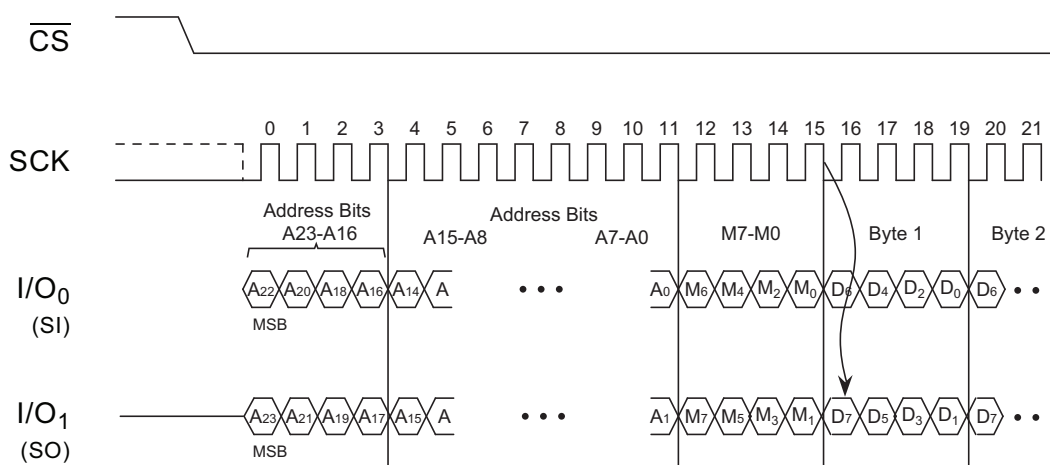 CS
0 1 2 3 4 5 6 7 8 9 10 11 12 13 14 15 16 17 18 19 20 21
SCK
Address Bits
A23-A16
Address Bits
A15-A8
A7-A0
M7-M0
Byte 1
Byte 2
I/O0
(SI)
A22 A20 A18 A16 A14 A • • • A0 M6 M4 M2 M0 D6 D4 D2 D0 D6 • •
MSB
I/O1
(SO)
A23 A21 A19 A17 A15 A • • • A1 M7 M5 M3 M1 D7 D5 D3 D1 D7 • •
MSB